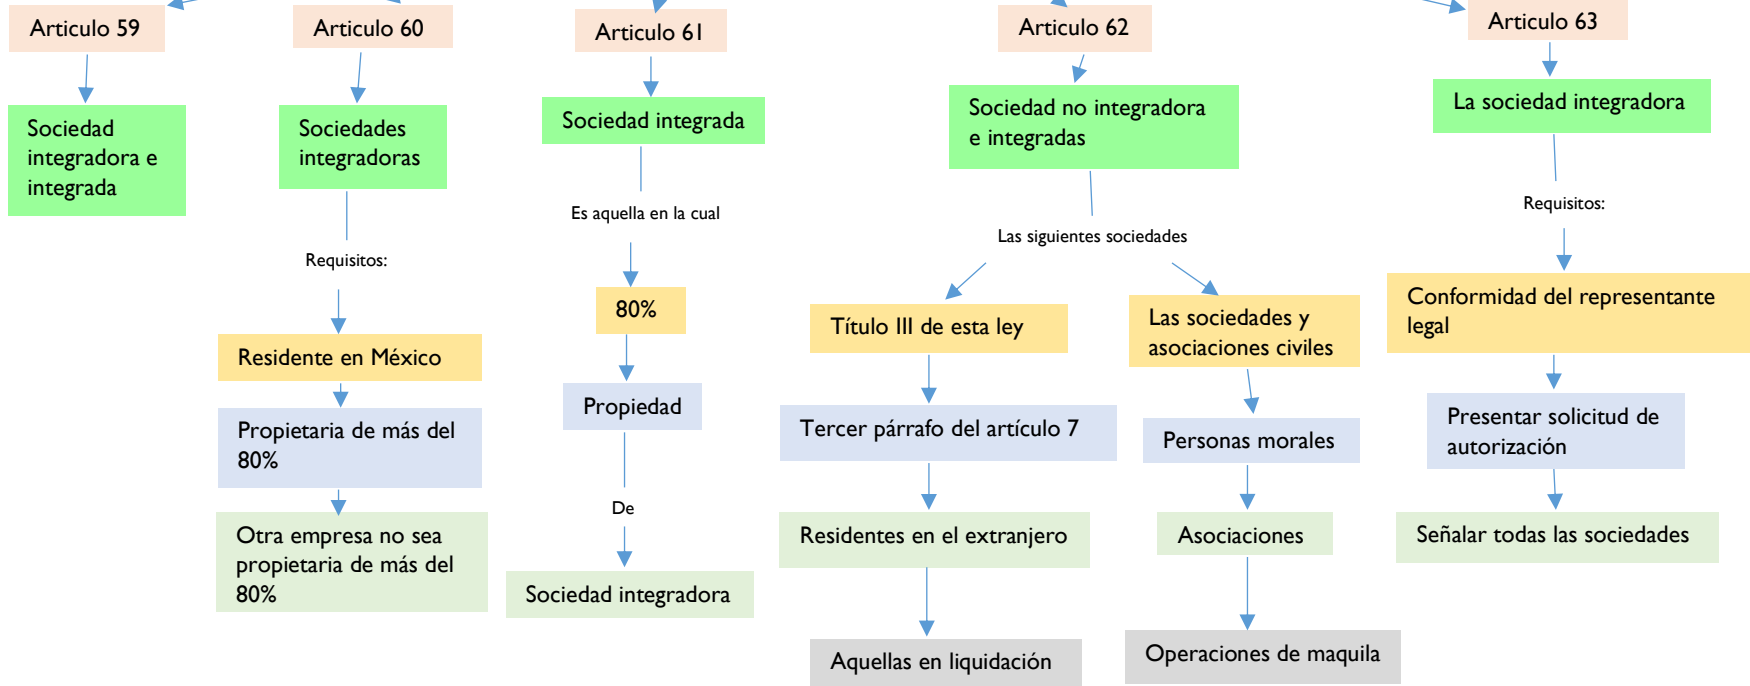 Articulo 59
Sociedad
integradora e
integrada
Articulo 60
Sociedades
integradoras
Requisitos:
Residente en México
Propietaria de más del
80%
Otra empresa no sea
propietaria de más del
80%
Articulo 61
Sociedad integrada
Es aquella en la cual
80%
Propiedad
De
Sociedad integradora
Articulo 62
Sociedad no integradora
e integradas
Las siguientes sociedades
Título III de esta ley
Tercer párrafo del artículo 7
Residentes en el extranjero
Aquellas en liquidación
Las sociedades y
asociaciones civiles
Personas morales
Asociaciones
Operaciones de maquila
Articulo 63
La sociedad integradora
Requisitos:
Conformidad del representante
legal
Presentar solicitud de
autorización
Señalar todas las sociedades